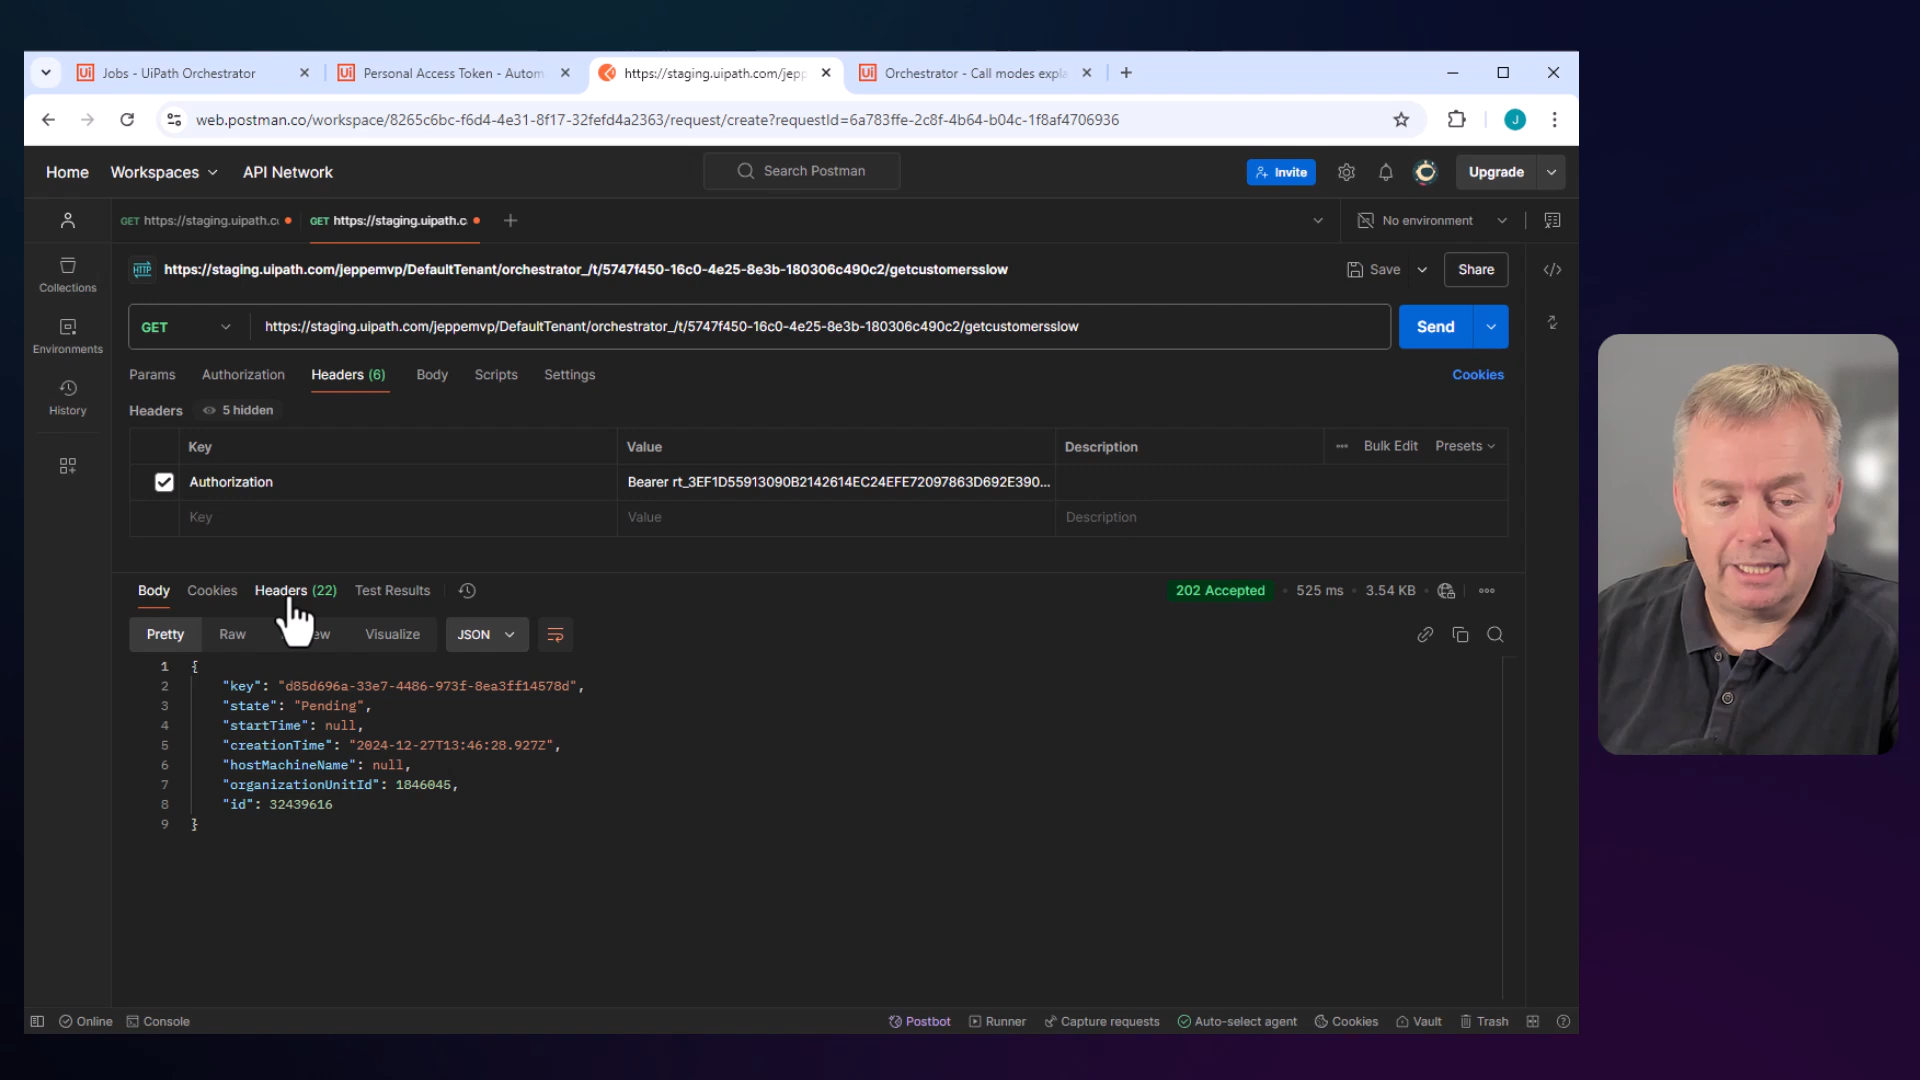 Jobs - UiPath Orchestrator
Personal Access Token - Autom
https://staging.uipath.com/jepp
Orchestrator - Call modes expla
web.postman.co/workspace/8265c6bc-f6d4-4e31-8f17-32fefd4a2363/request/create?requestId=6a783ffe-2c8f-4b64-b04c-1f8af4706936
J
Home Workspaces API Network Search Postman Invite Upgrade
GET https://staging.uipath.c GET https://staging.uipath.c No environment
HTTP https://staging.uipath.com/jeppemvp/DefaultTenant/orchestrator_/t/5747f450-16c0-4e25-8e3b-180306c490c2/getcustomersslow Save Share
Collections
GET https://staging.uipath.com/jeppemvp/DefaultTenant/orchestrator_/t/5747f450-16c0-4e25-8e3b-180306c490c2/getcustomersslow Send
Environments
Params Authorization Headers (6) Body Scripts Settings Cookies
History
Headers 5 hidden
Key Value Description Bulk Edit Presets
Authorization Bearer rt_3EF1D55913090B2142614EC24EFE72097863D692E390...
Key Value Description
Body Cookies Headers (22) Test Results 202 Accepted 525 ms 3.54 KB
Pretty Raw ew Visualize JSON
1 {
2 "key": "d85d696a-33e7-4486-973f-8ea3ff14578d",
3 "state": "Pending",
4 "startTime": null,
5 "creationTime": "2024-12-27T13:46:28.927Z",
6 "hostMachineName": null,
7 "organizationUnitId": 1846045,
8 "id": 32439616
9 }
Online Console Postbot Runner Capture requests Auto-select agent Cookies Vault Trash